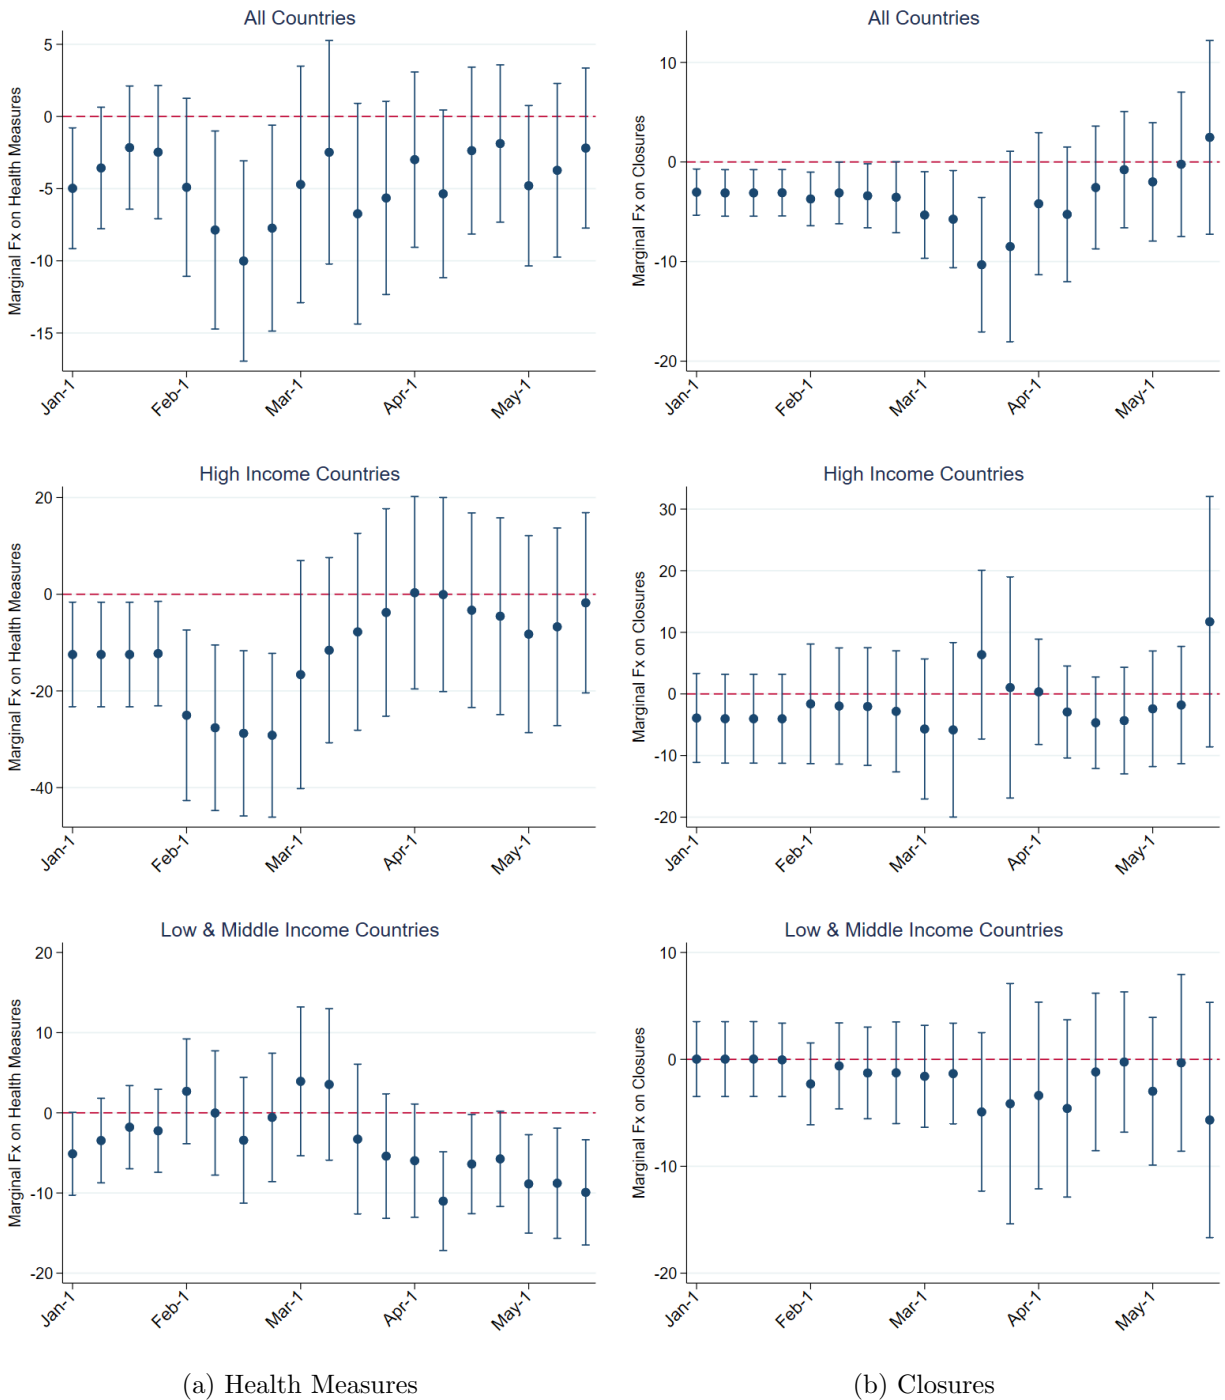 All Countries
Marginal Fx on Health Measures
5
0
-5
-10
-15
Jan-1
Feb-1
Mar-1
Apr-1
May-1
All Countries
Marginal Fx on Closures
10
0
-10
-20
Jan-1
Feb-1
Mar-1
Apr-1
May-1
High Income Countries
Marginal Fx on Health Measures
20
0
-20
-40
Jan-1
Feb-1
Mar-1
Apr-1
May-1
High Income Countries
Marginal Fx on Closures
30
20
10
0
-10
-20
Jan-1
Feb-1
Mar-1
Apr-1
May-1
Low & Middle Income Countries
Marginal Fx on Health Measures
20
10
0
-10
-20
Jan-1
Feb-1
Mar-1
Apr-1
May-1
Low & Middle Income Countries
Marginal Fx on Closures
10
0
-10
-20
Jan-1
Feb-1
Mar-1
Apr-1
May-1
(a) Health Measures
(b) Closures